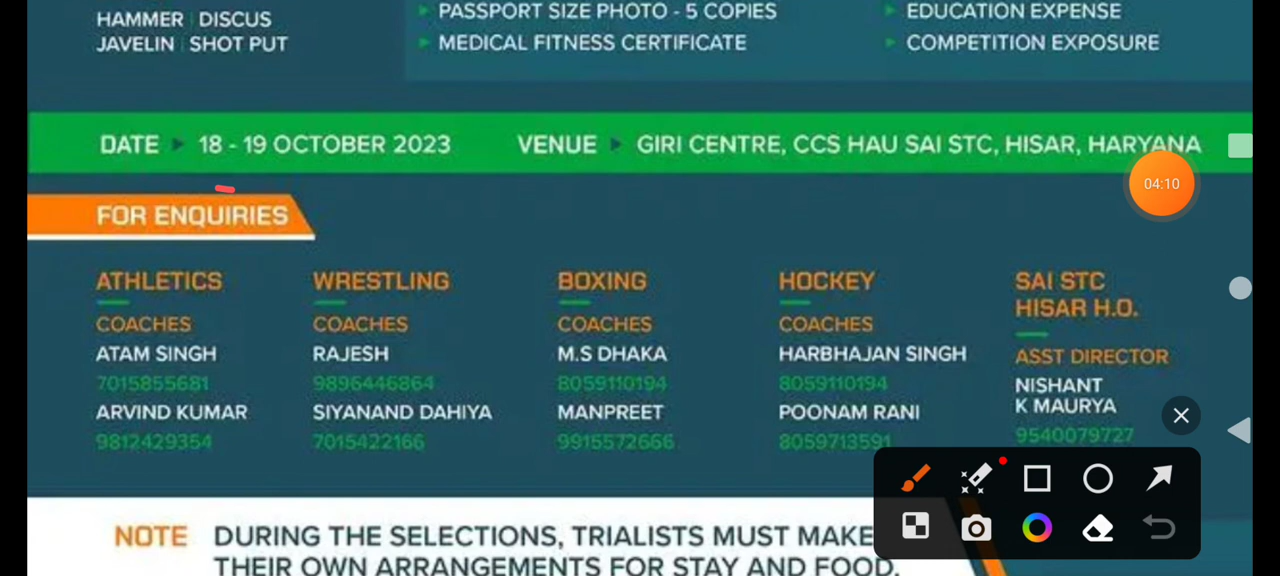 HAMMER | DISCUS
JAVELIN | SHOT PUT
PASSPORT SIZE PHOTO - 5 COPIES
MEDICAL FITNESS CERTIFICATE
EDUCATION EXPENSE
COMPETITION EXPOSURE
DATE 18 - 19 OCTOBER 2023 VENUE GIRI CENTRE, CCS HAU SAI STC, HISAR, HARYANA
04:10
FOR ENQUIRIES
ATHLETICS
COACHES
ATAM SINGH
7015855681
ARVIND KUMAR
9812429354
WRESTLING
COACHES
RAJESH
9896446864
SIYANAND DAHIYA
7015422166
BOXING
COACHES
M.S DHAKA
8059110194
MANPREET
9915572666
HOCKEY
COACHES
HARBHAJAN SINGH
8059110194
POONAM RANI
8059713591
SAI STC
HISAR H.O.
ASST DIRECTOR
NISHANT
K MAURYA
9540079727
NOTE DURING THE SELECTIONS, TRIALISTS MUST MAKE
THEIR OWN ARRANGEMENTS FOR STAY AND FOOD.